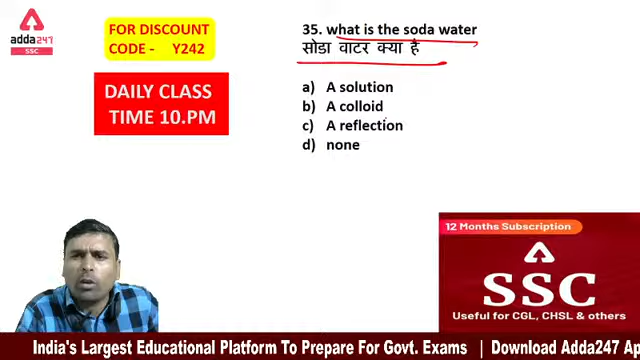 adda247
SSC
FOR DISCOUNT
CODE - Y242
DAILY CLASS
TIME 10.PM
35. what is the soda water
सोडा वाटर क्या है
a) A solution
b) A colloid
c) A reflection
d) none
12 Months Subscription
SSC
Useful for CGL, CHSL & others
India's Largest Educational Platform To Prepare For Govt. Exams | Download Adda247 Ap